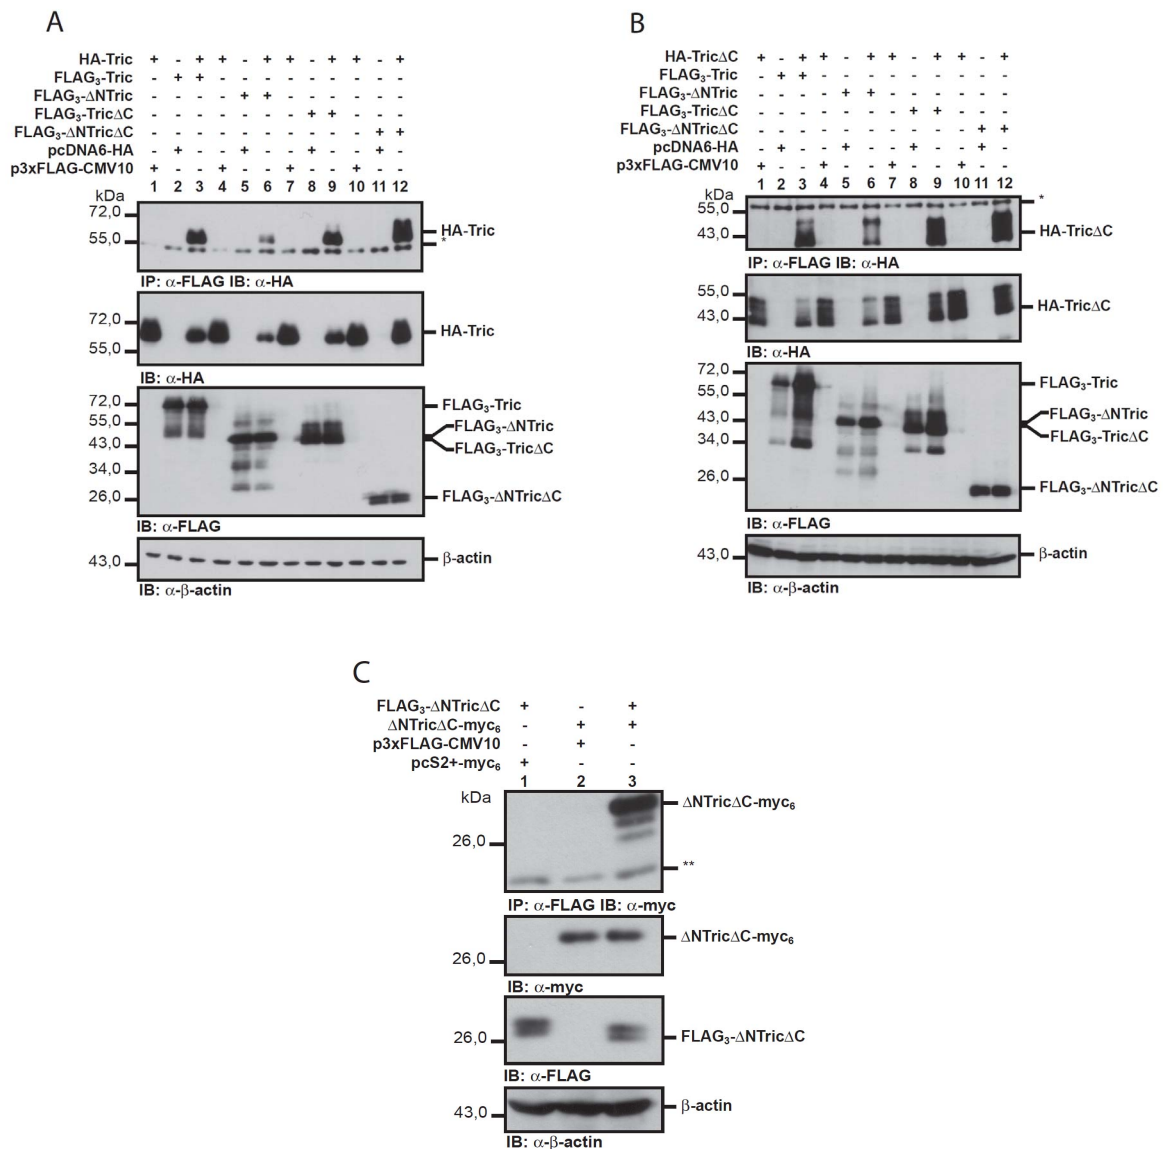 A
HA-Tric + - + + - + + - + + - +
FLAG₃-Tric - + + - - - - - - - - -
FLAG₃-ΔNTric - - - - + + - - - - - -
FLAG₃-TricΔC - - - - - - - + + - - -
FLAG₃-ΔNTricΔC - - - - - - - - - - + +
pcDNA6-HA - + - - + - - + - - + -
p3xFLAG-CMV10 + - - + - - + - - + - -
kDa 1 2 3 4 5 6 7 8 9 10 11 12
72,0
HA-Tric
55,0 *
IP: α-FLAG IB: α-HA
72,0
HA-Tric
55,0
IB: α-HA
72,0 FLAG₃-Tric
55,0
FLAG₃-ΔNTric
43,0
FLAG₃-TricΔC
34,0
26,0 FLAG₃-ΔNTricΔC
IB: α-FLAG
43,0 β-actin
IB: α-β-actin
B
HA-TricΔC + - + + - + + - + + - +
FLAG₃-Tric - + + - - - - - - - - -
FLAG₃-ΔNTric - - - - + + - - - - - -
FLAG₃-TricΔC - - - - - - - + + - - -
FLAG₃-ΔNTricΔC - - - - - - - - - - + +
pcDNA6-HA - + - - + - - + - - + -
p3xFLAG-CMV10 + - - + - - + - - + - -
kDa 1 2 3 4 5 6 7 8 9 10 11 12
*
55,0
43,0 HA-TricΔC
IP: α-FLAG IB: α-HA
55,0
HA-TricΔC
43,0
IB: α-HA
72,0
FLAG₃-Tric
55,0
43,0 FLAG₃-ΔNTric
34,0 FLAG₃-TricΔC
26,0
FLAG₃-ΔNTricΔC
IB: α-FLAG
43,0 β-actin
IB: α-β-actin
C
FLAG₃-ΔNTricΔC + - +
ΔNTricΔC-myc₆ - + +
p3xFLAG-CMV10 - + -
pcS2+-myc₆ + - -
1 2 3
kDa
ΔNTricΔC-myc₆
26,0
**
IP: α-FLAG IB: α-myc
ΔNTricΔC-myc₆
26,0
IB: α-myc
26,0 FLAG₃-ΔNTricΔC
IB: α-FLAG
43,0 β-actin
IB: α-β-actin